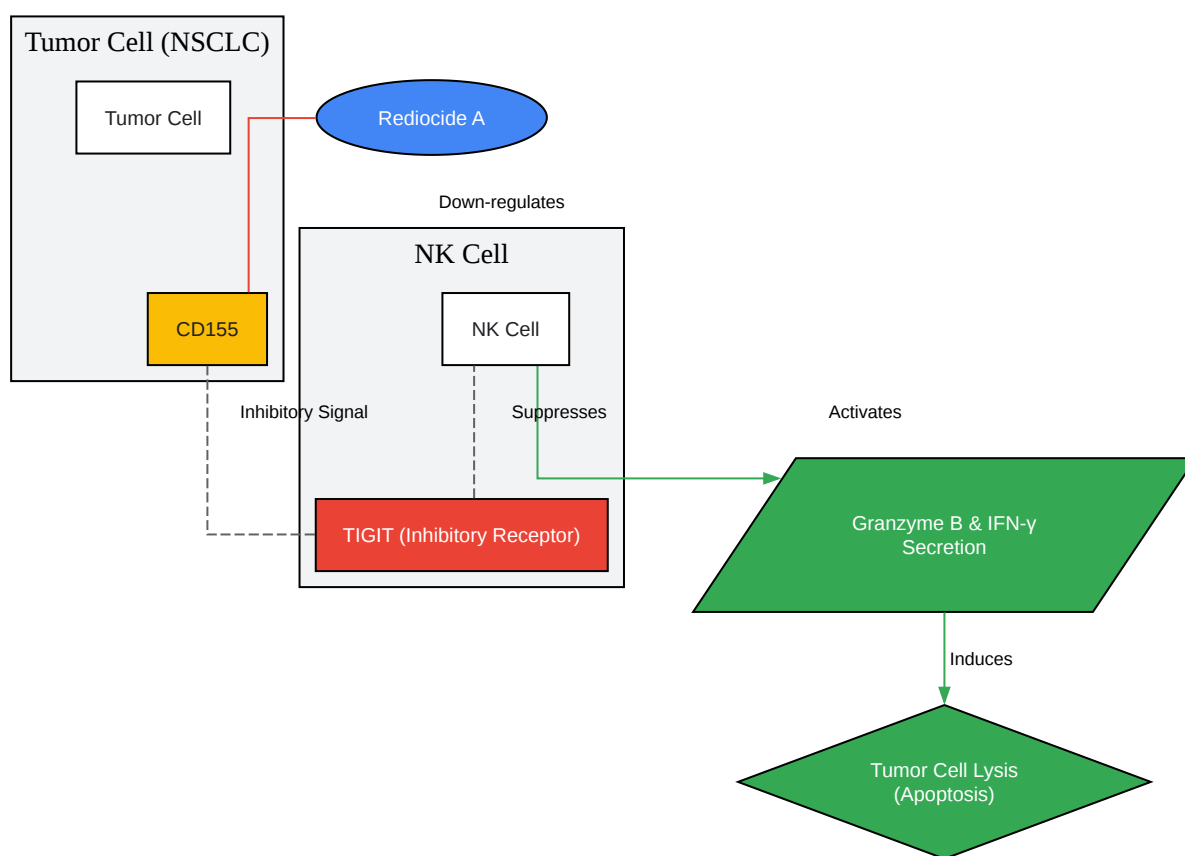 Tumor Cell (NSCLC)
Tumor Cell
Rediocide A
Down-regulates
NK Cell
CD155
NK Cell
Inhibitory Signal
Suppresses
Activates
TIGIT (Inhibitory Receptor)
Granzyme B & IFN-γ
Secretion
Induces
Tumor Cell Lysis
(Apoptosis)